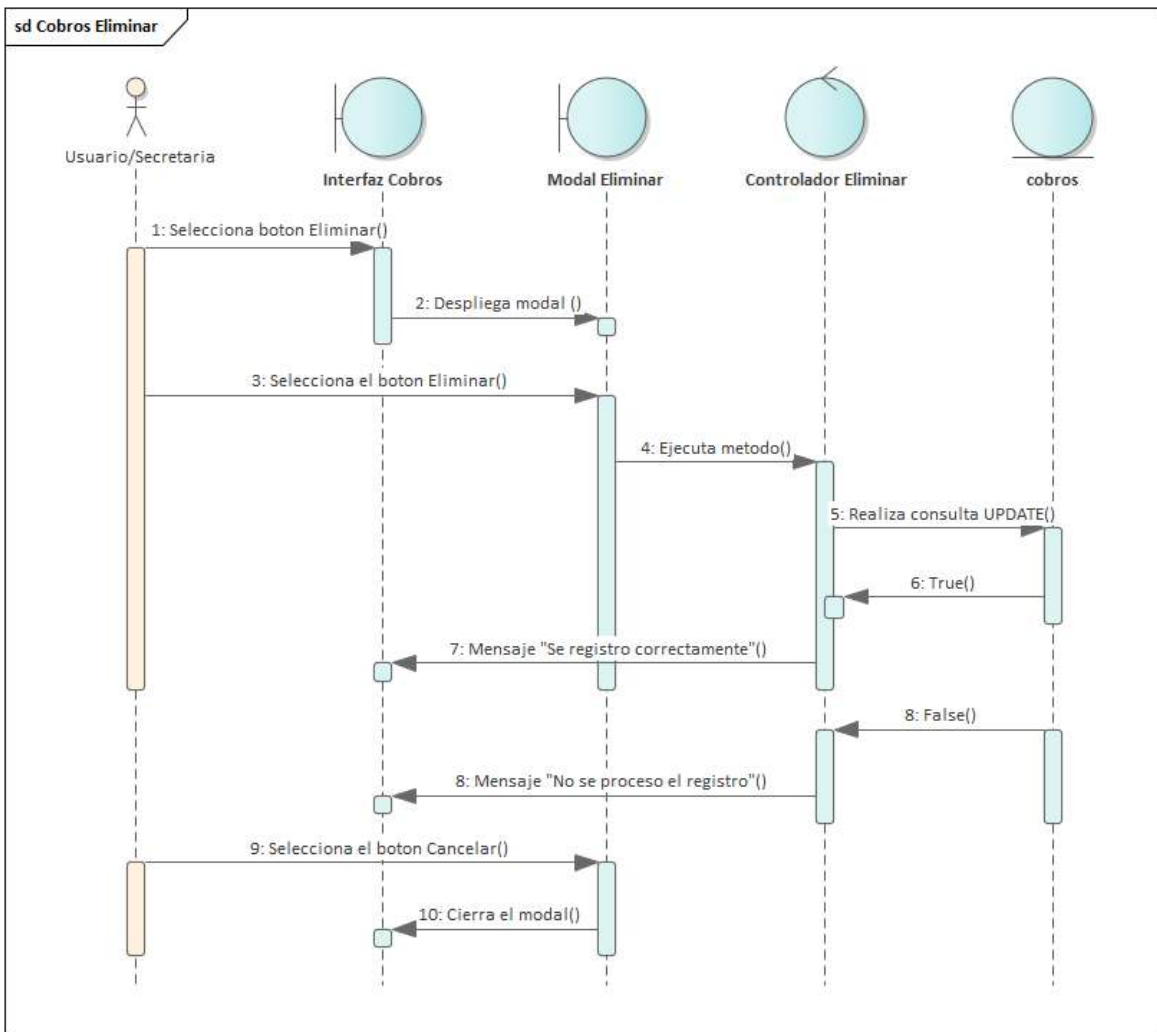 sd Cobros Eliminar
Usuario/Secretaria
Interfaz Cobros
Modal Eliminar
Controlador Eliminar
cobros
1: Selecciona boton Eliminar()
2: Despliega modal ()
3: Selecciona el boton Eliminar()
4: Ejecuta metodo()
5: Realiza consulta UPDATE()
6: True()
7: Mensaje "Se registro correctamente"()
8: False()
8: Mensaje "No se proceso el registro"()
9: Selecciona el boton Cancelar()
10: Cierra el modal()